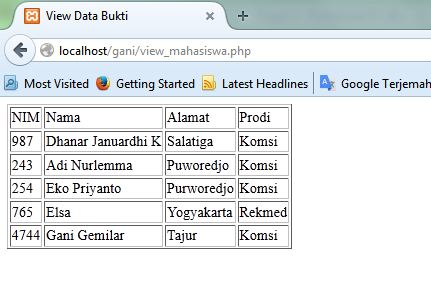 View Data Bukti
localhost/gani/view_mahasiswa.php
Most Visited Getting Started Latest Headlines Google Terjemah
NIM Nama Alamat Prodi
987 Dhanar Januardhi K Salatiga Komsi
243 Adi Nurlemma Puworedjo Komsi
254 Eko Priyanto Purworedjo Komsi
765 Elsa Yogyakarta Rekmed
4744 Gani Gemilar Tajur Komsi